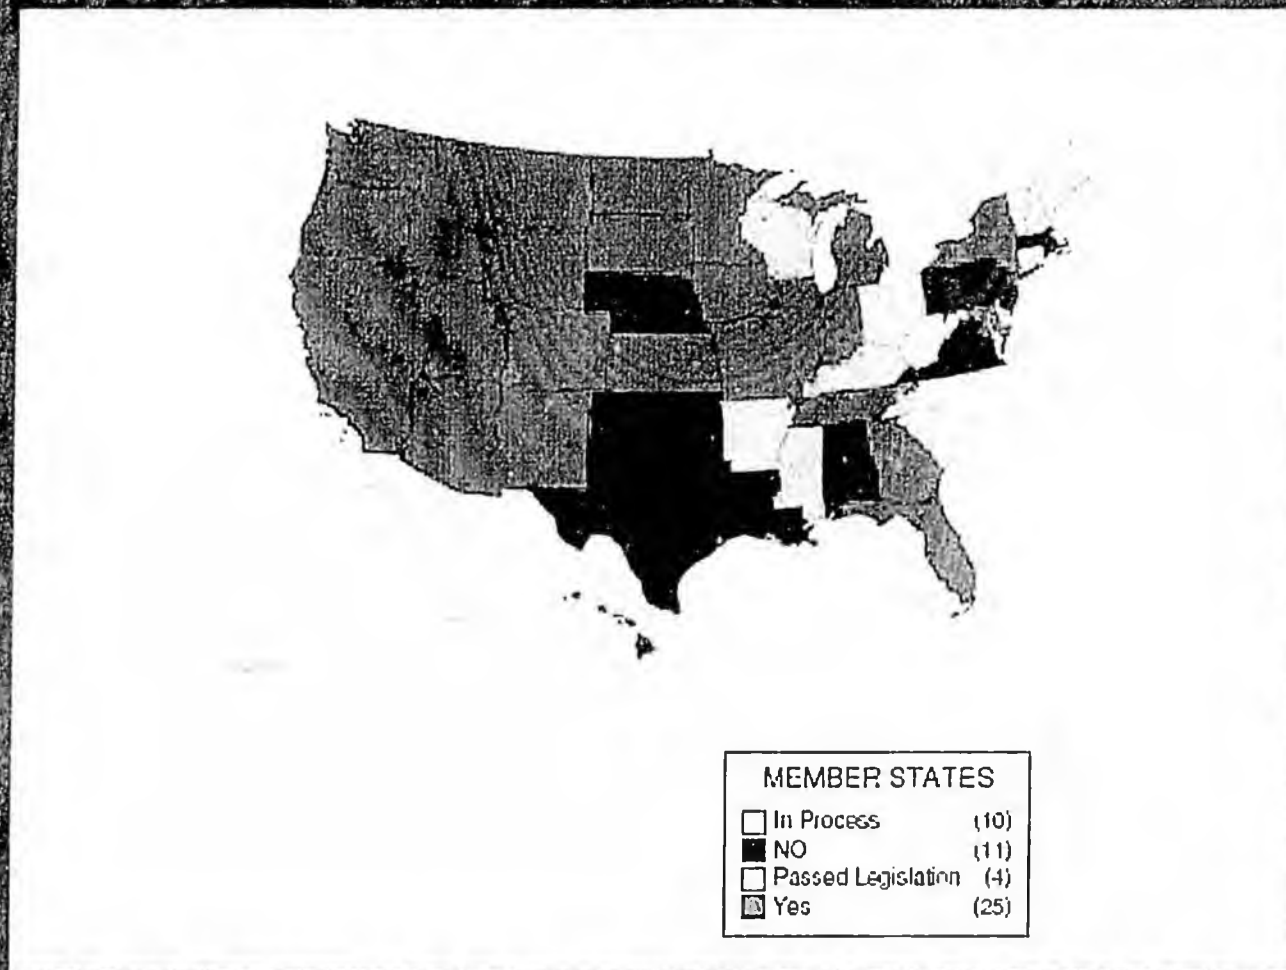 MEMBER STATES
In Process (10)
NO (11)
Passed Legislation (4)
Yes (25)